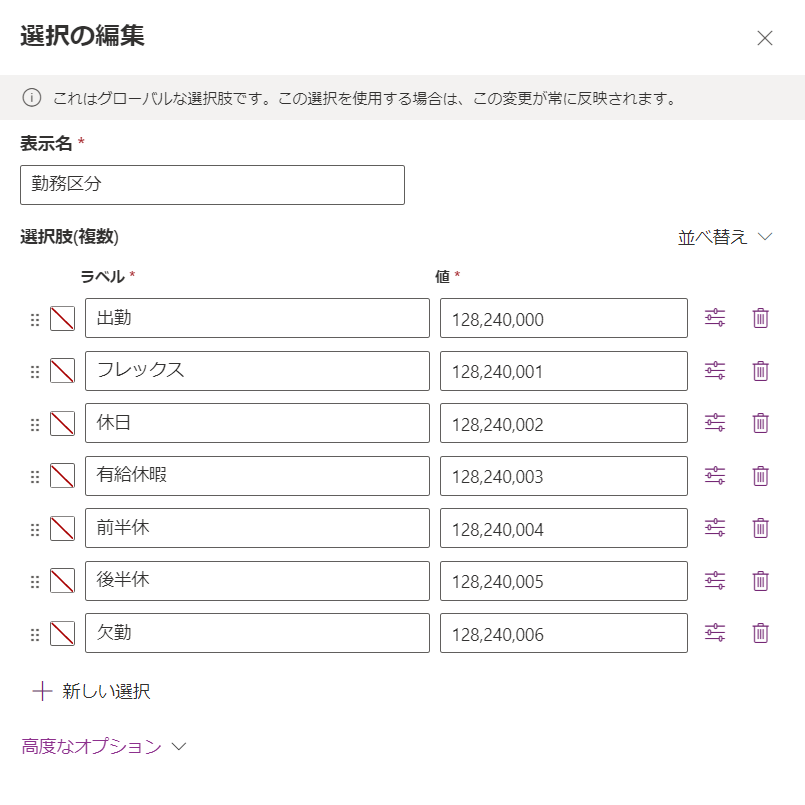 選択の編集
これはグローバルな選択肢です。この選択を使用する場合は、この変更が常に反映されます。
表示名 *
勤務区分
選択肢(複数) 並べ替え
ラベル * 値 *
出勤 128,240,000
フレックス 128,240,001
休日 128,240,002
有給休暇 128,240,003
前半休 128,240,004
後半休 128,240,005
欠勤 128,240,006
新しい選択
高度なオプション